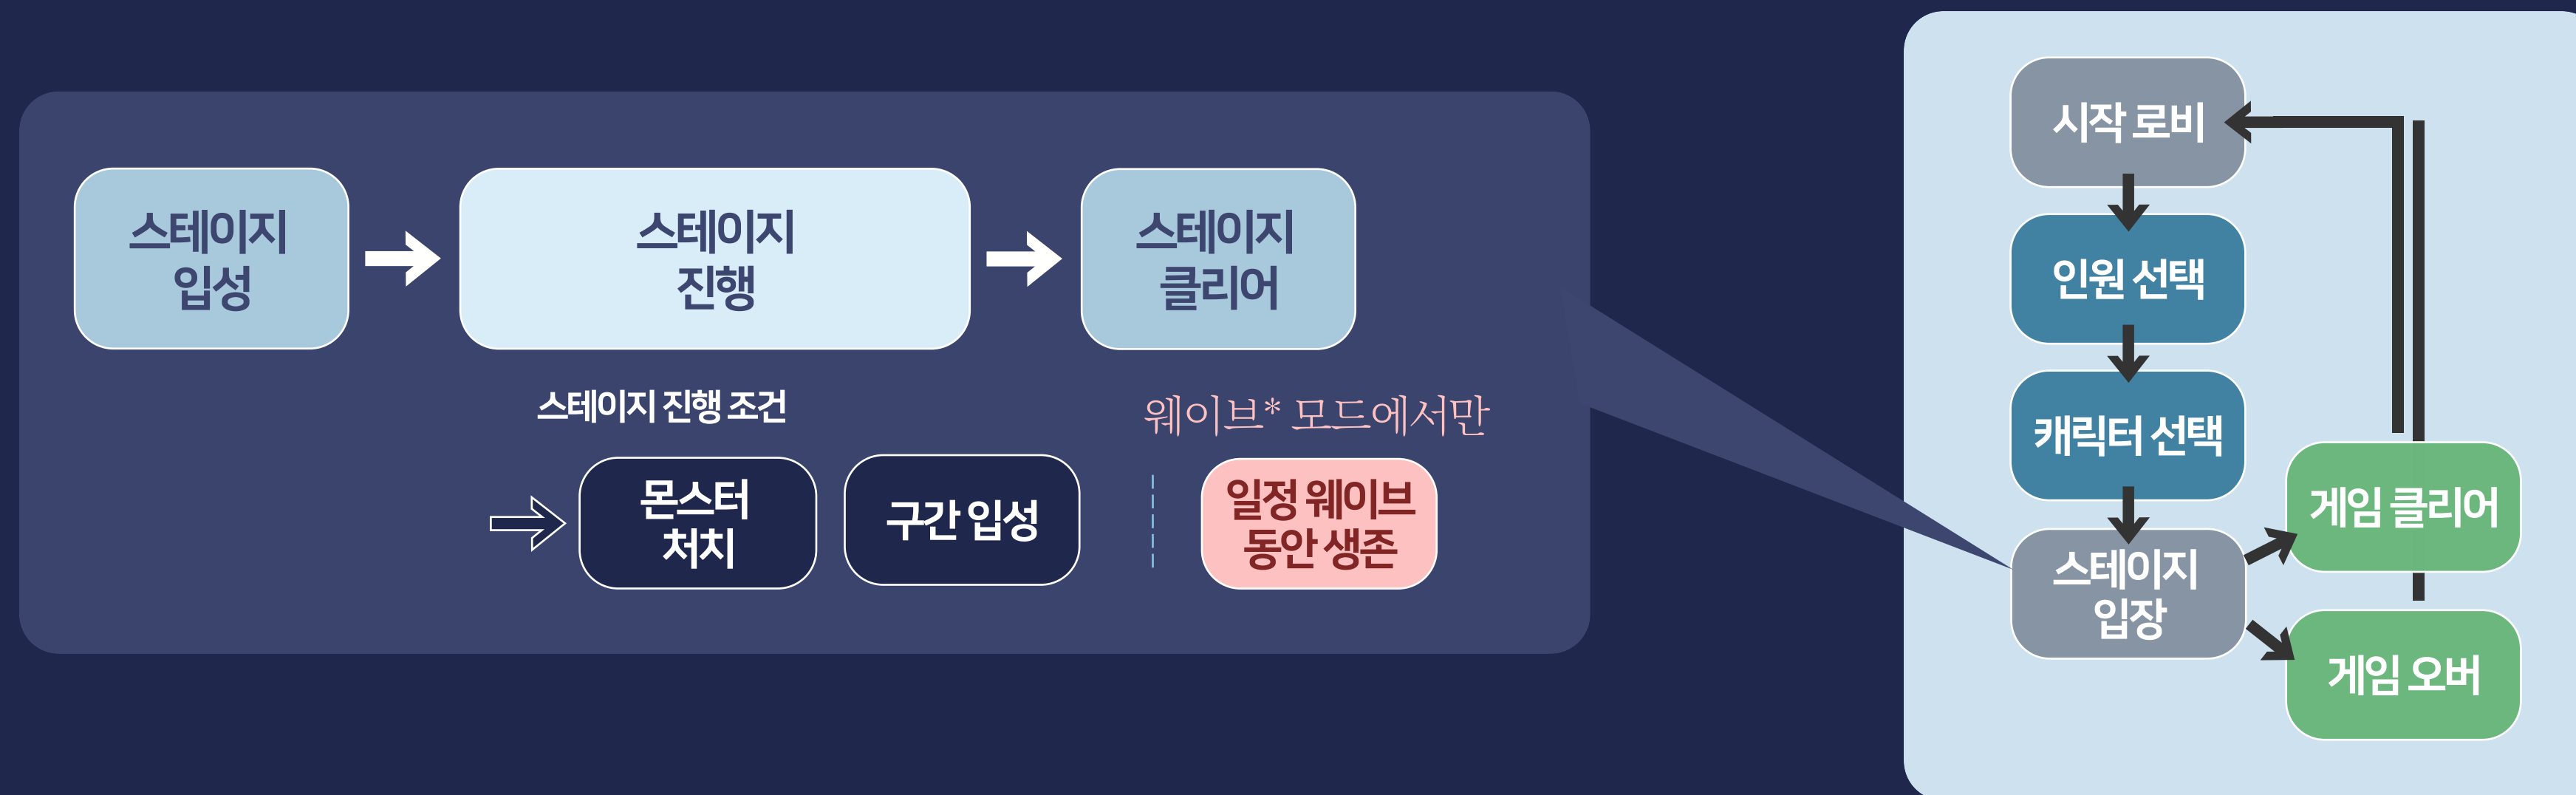 스테이지
입성
스테이지
진행
스테이지
클리어
스테이지 진행 조건
웨이브* 모드에서만
몬스터
처치
구간 입성
일정 웨이브
동안 생존
시작 로비
인원 선택
캐릭터 선택
스테이지
입장
게임 클리어
게임 오버